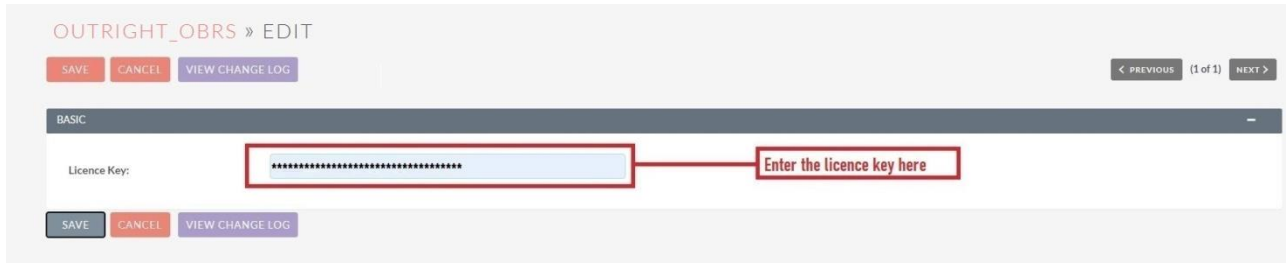 OUTRIGHT_OBRS » EDIT
SAVE CANCEL VIEW CHANGE LOG < PREVIOUS (1 of 1) NEXT >
BASIC −
Licence Key: ************************************ Enter the licence key here
SAVE CANCEL VIEW CHANGE LOG